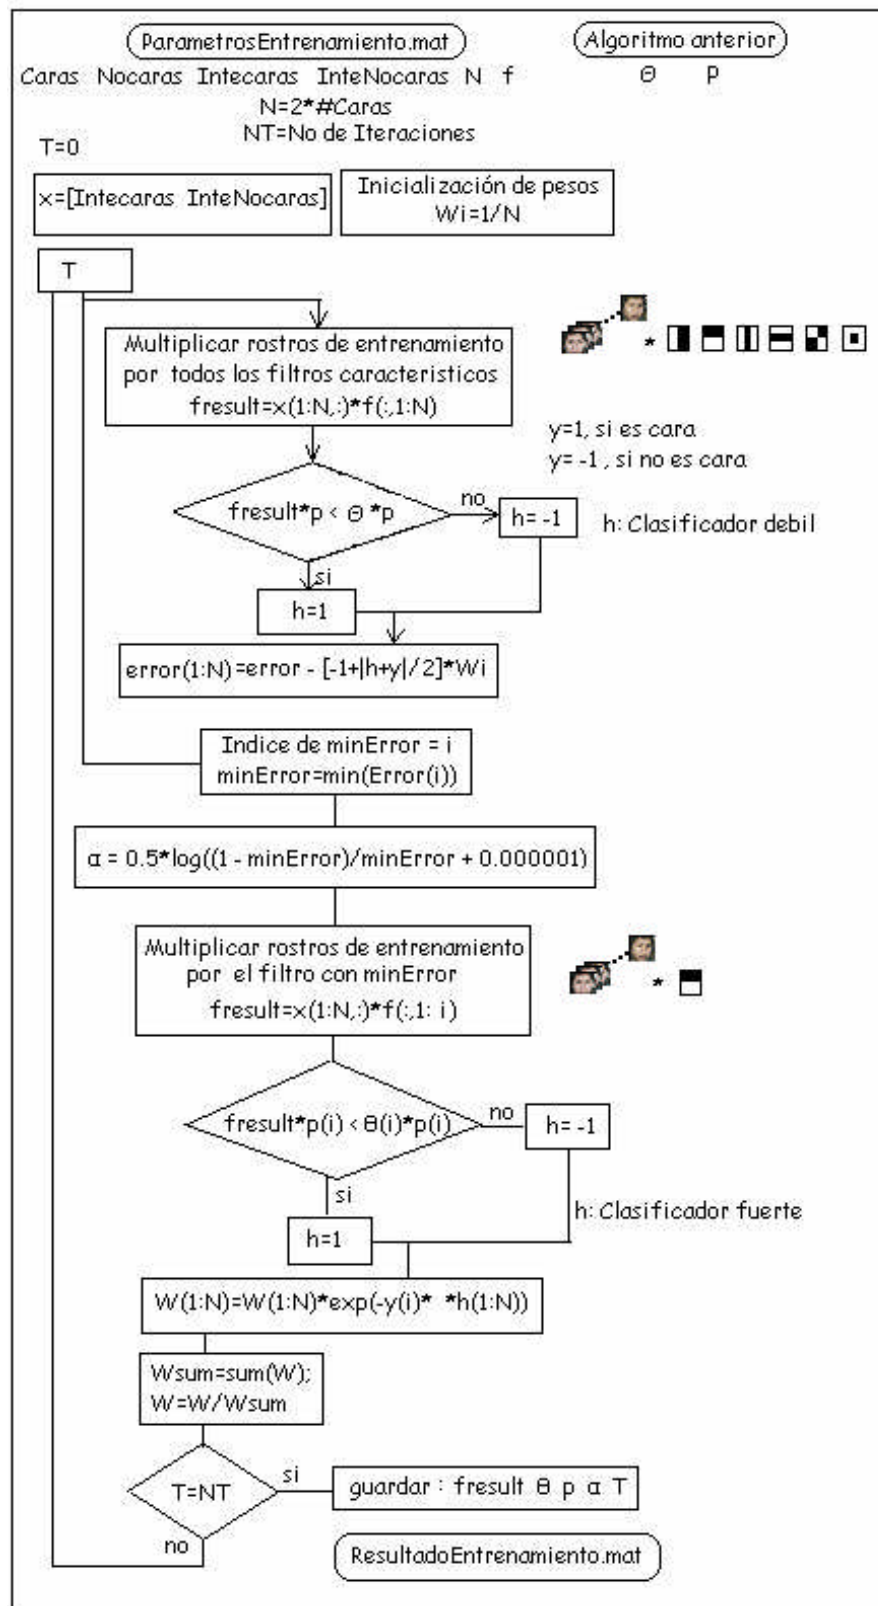 ParametrosEntrenamiento.mat
Algoritmo anterior
Caras Nocaras Intecaras InteNocaras N f
Θ P
N=2*#Caras
NT=No de Iteraciones
T=0
x=[Intecaras InteNocaras]
Inicialización de pesos
Wi=1/N
T
Multiplicar rostros de entrenamiento
por todos los filtros caracteristicos
fresult=x(1:N,:)*f(:,1:N)
*
y=1, si es cara
y= -1 , si no es cara
fresult*p < Θ *p
no
h= -1
h: Clasificador debil
si
h=1
error(1:N)=error - [-1+|h+y|/2]*Wi
Indice de minError = i
minError=min(Error(i))
α = 0.5*log((1 - minError)/minError + 0.000001)
Multiplicar rostros de entrenamiento
por el filtro con minError
fresult=x(1:N,:)*f(:,1: i)
*
fresult*p(i) < θ(i)*p(i)
no
h= -1
si
h: Clasificador fuerte
h=1
W(1:N)=W(1:N)*exp(-y(i)* *h(1:N))
Wsum=sum(W);
W=W/Wsum
T=NT
si
guardar : fresult θ p α T
no
ResultadoEntrenamiento.mat